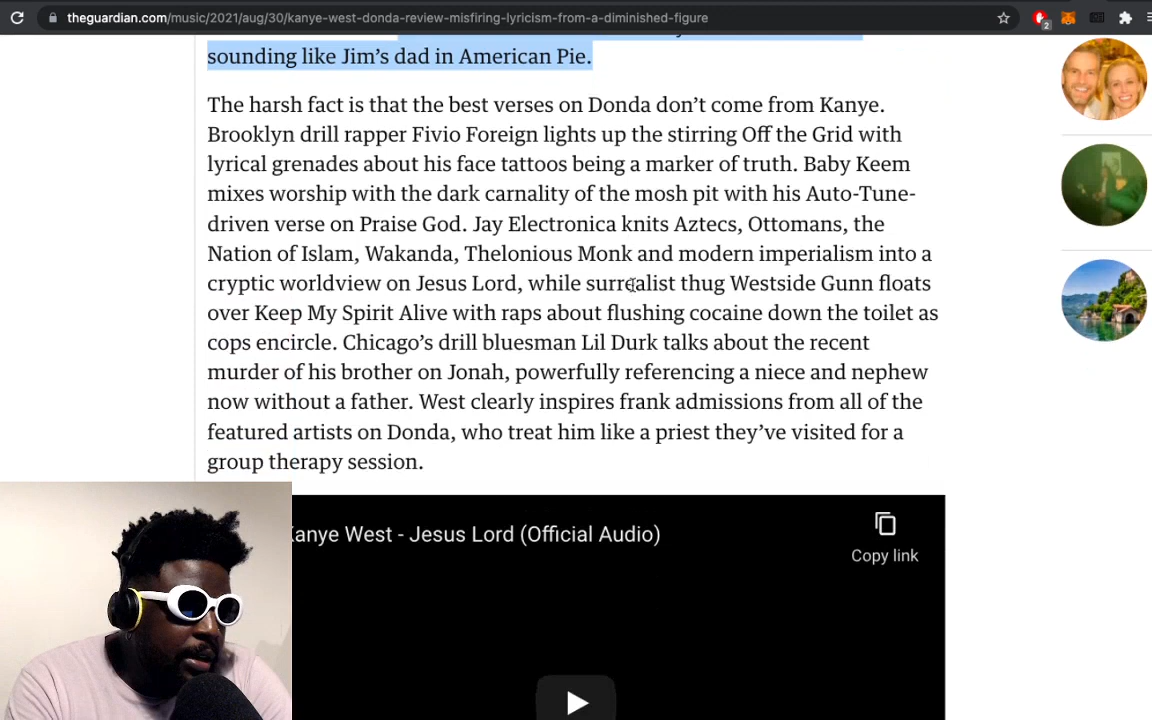 theguardian.com/music/2021/aug/30/kanye-west-donda-review-misfiring-lyricism-from-a-diminished-figure
2
sounding like Jim’s dad in American Pie.
The harsh fact is that the best verses on Donda don’t come from Kanye.
Brooklyn drill rapper Fivio Foreign lights up the stirring Off the Grid with
lyrical grenades about his face tattoos being a marker of truth. Baby Keem
mixes worship with the dark carnality of the mosh pit with his Auto-Tune-
driven verse on Praise God. Jay Electronica knits Aztecs, Ottomans, the
Nation of Islam, Wakanda, Thelonious Monk and modern imperialism into a
cryptic worldview on Jesus Lord, while surrealist thug Westside Gunn floats
over Keep My Spirit Alive with raps about flushing cocaine down the toilet as
cops encircle. Chicago’s drill bluesman Lil Durk talks about the recent
murder of his brother on Jonah, powerfully referencing a niece and nephew
now without a father. West clearly inspires frank admissions from all of the
featured artists on Donda, who treat him like a priest they’ve visited for a
group therapy session.
Kanye West - Jesus Lord (Official Audio)
Copy link